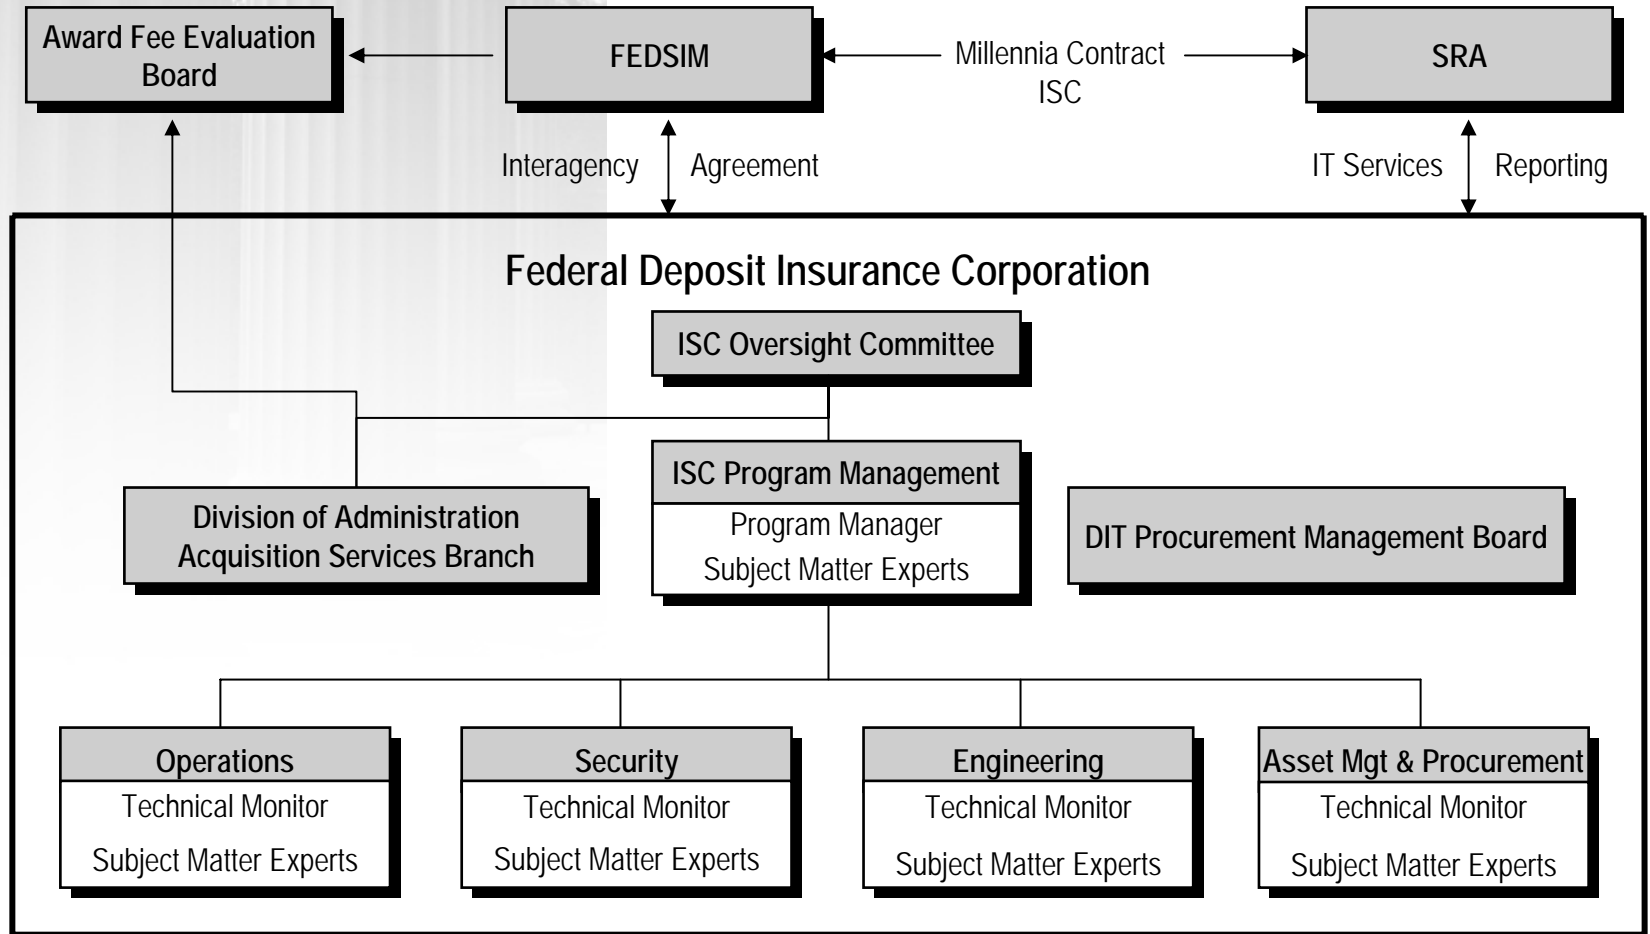 Award Fee Evaluation
Board
FEDSIM
Millennia Contract
ISC
SRA
Interagency Agreement
IT Services Reporting
Federal Deposit Insurance Corporation
ISC Oversight Committee
Division of Administration
Acquisition Services Branch
ISC Program Management
Program Manager
Subject Matter Experts
DIT Procurement Management Board
Operations
Technical Monitor
Subject Matter Experts
Security
Technical Monitor
Subject Matter Experts
Engineering
Technical Monitor
Subject Matter Experts
Asset Mgt & Procurement
Technical Monitor
Subject Matter Experts